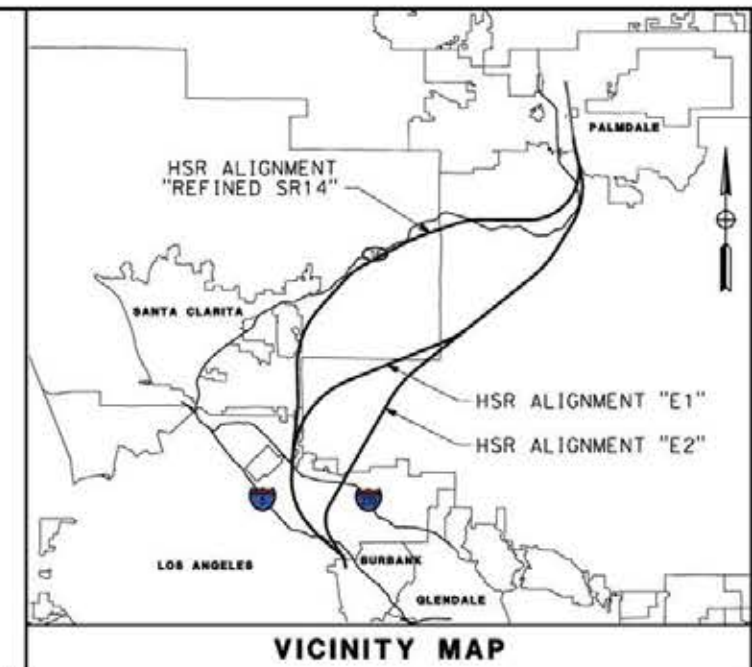 PALMDALE
HSR ALIGNMENT
"REFINED SR14"
SANTA CLARITA
HSR ALIGNMENT "E1"
HSR ALIGNMENT "E2"
5
LOS ANGELES
BURBANK
GLENDALE
VICINITY MAP